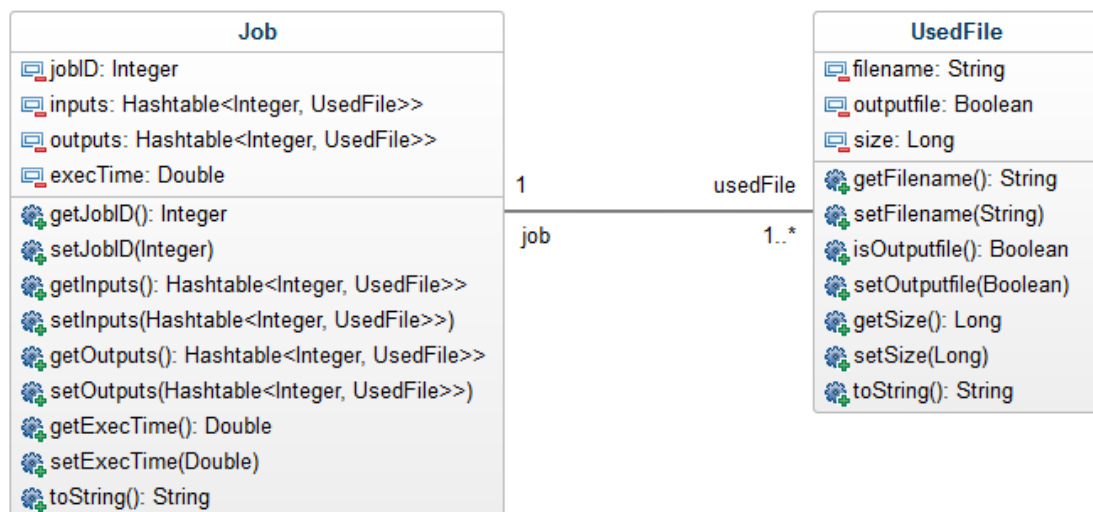 Job
jobID: Integer
inputs: Hashtable<Integer, UsedFile>>
outputs: Hashtable<Integer, UsedFile>>
execTime: Double
getJobID(): Integer
setJobID(Integer)
getInputs(): Hashtable<Integer, UsedFile>>
setInputs(Hashtable<Integer, UsedFile>>)
getOutputs(): Hashtable<Integer, UsedFile>>
setOutputs(Hashtable<Integer, UsedFile>>)
getExecTime(): Double
setExecTime(Double)
toString(): String
1 usedFile
job 1..*
UsedFile
filename: String
outputfile: Boolean
size: Long
getFilename(): String
setFilename(String)
isOutputfile(): Boolean
setOutputfile(Boolean)
getSize(): Long
setSize(Long)
toString(): String